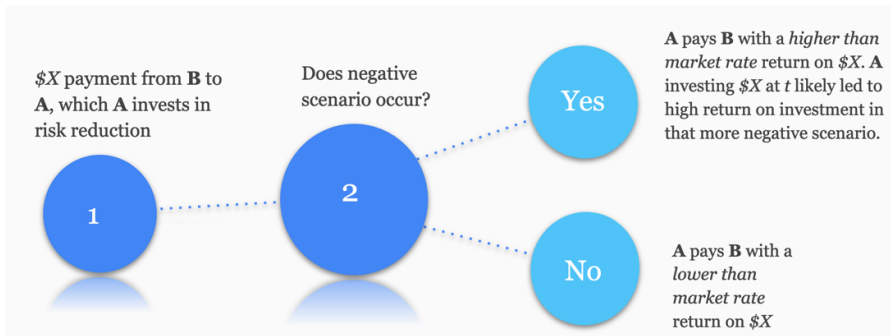 $X payment from B to
A, which A invests in
risk reduction
1
Does negative
scenario occur?
2
Yes
A pays B with a higher than
market rate return on $X. A
investing $X at t likely led to
high return on investment in
that more negative scenario.
No
A pays B with a
lower than
market rate
return on $X